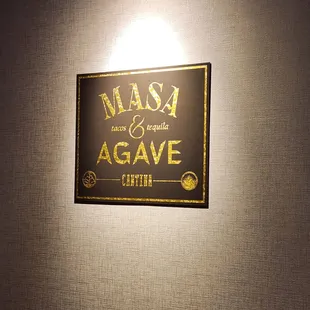 MASA
tacos & tequila
AGAVE
CANTINA